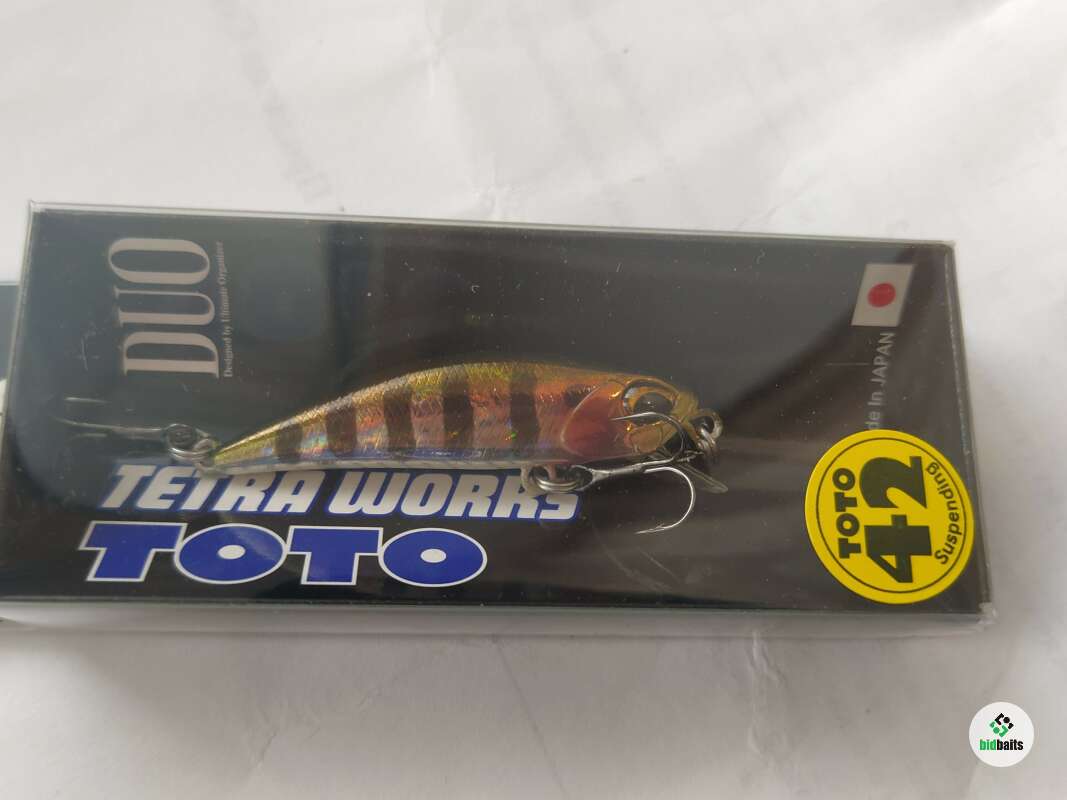 DUO
Designed by Ultimate Organizer
de In JAPAN
TETRA WORKS
TOTO
TOTO
42
Suspending
bidbaits